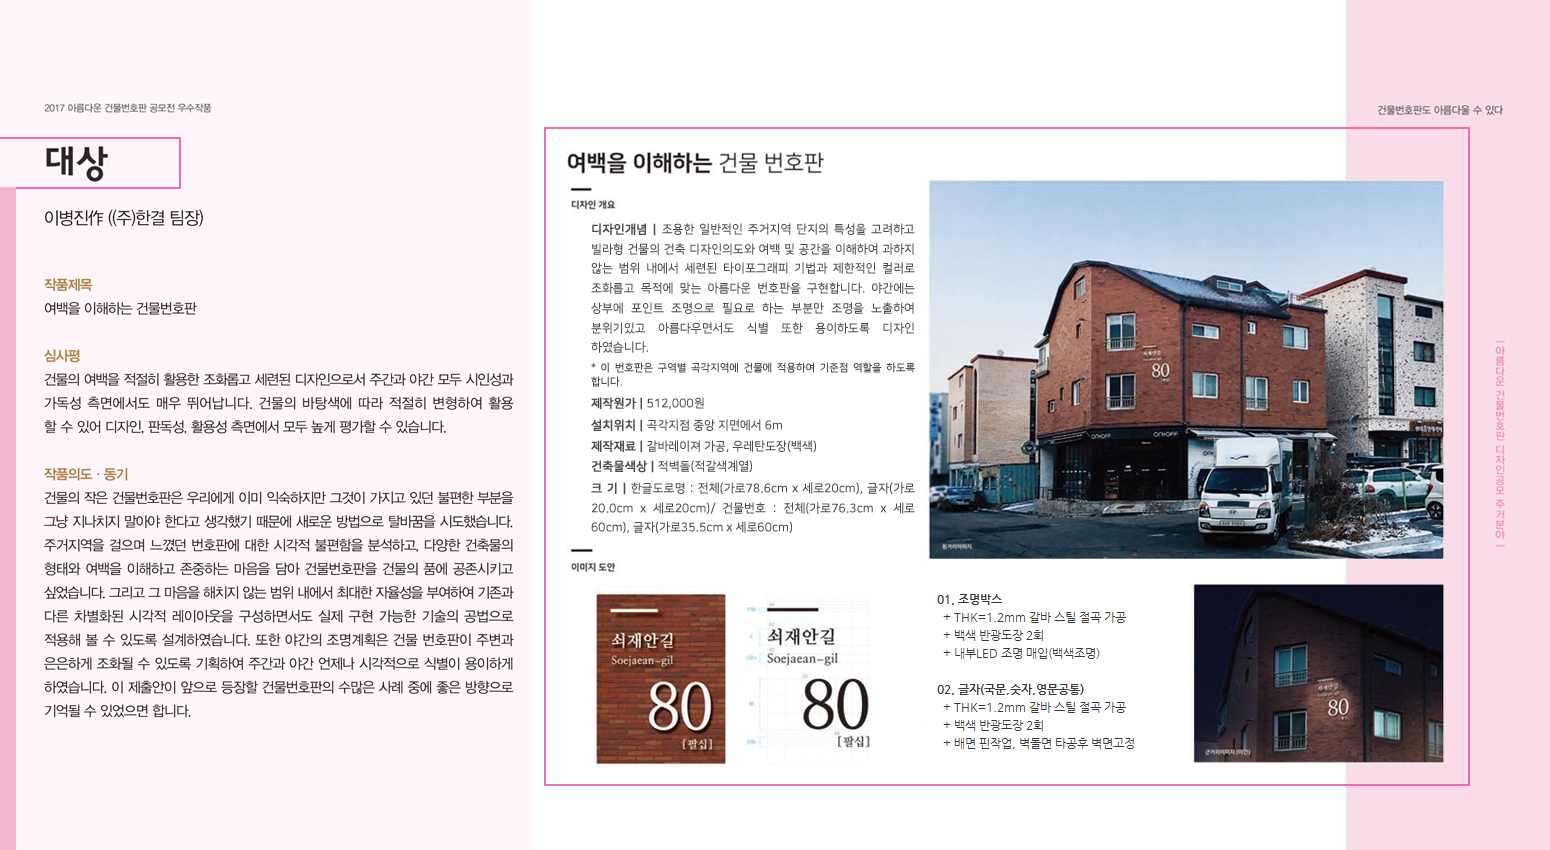 2017 아름다운 건물번호판 공모전 우수작품
대상
이병진作 ((주)한결 팀장)
작품제목
여백을 이해하는 건물번호판
심사평
건물의 여백을 적절히 활용한 조화롭고 세련된 디자인으로서 주간과 야간 모두 시인성과
가독성 측면에서도 매우 뛰어납니다. 건물의 바탕색에 따라 적절히 변형하여 활용
할 수 있어 디자인, 판독성, 활용성 측면에서 모두 높게 평가할 수 있습니다.
작품의도 · 동기
건물의 작은 건물번호판은 우리에게 이미 익숙하지만 그것이 가지고 있던 불편한 부분을
그냥 지나치지 말아야 한다고 생각했기 때문에 새로운 방법으로 탈바꿈을 시도했습니다.
주거지역을 걸으며 느꼈던 번호판에 대한 시각적 불편함을 분석하고, 다양한 건축물의
형태와 여백을 이해하고 존중하는 마음을 담아 건물번호판을 건물의 품에 공존시키고
싶었습니다. 그리고 그 마음을 해치지 않는 범위 내에서 최대한 자율성을 부여하여 기존과
다른 차별화된 시각적 레이아웃을 구성하면서도 실제 구현 가능한 기술의 공법으로
적용해 볼 수 있도록 설계하였습니다. 또한 야간의 조명계획은 건물 번호판이 주변과
은은하게 조화될 수 있도록 기획하여 주간과 야간 언제나 시각적으로 식별이 용이하게
하였습니다. 이 제출안이 앞으로 등장할 건물번호판의 수많은 사례 중에 좋은 방향으로
기억될 수 있었으면 합니다.
건물번호판도 아름다울 수 있다
여백을 이해하는 건물 번호판
디자인 개요
디자인개념 | 조용한 일반적인 주거지역 단지의 특성을 고려하고
빌라형 건물의 건축 디자인의도와 여백 및 공간을 이해하여 과하지
않는 범위 내에서 세련된 타이포그래피 기법과 제한적인 컬러로
조화롭고 목적에 맞는 아름다운 번호판을 구현합니다. 야간에는
상부에 포인트 조명으로 필요로 하는 부분만 조명을 노출하여
분위기있고 아름다우면서도 식별 또한 용이하도록 디자인
하였습니다.
* 이 번호판은 구역별 곡각지역에 건물에 적용하여 기준점 역할을 하도록
합니다.
제작원가 | 512,000원
설치위치 | 곡각지점 중앙 지면에서 6m
제작재료 | 갈바레이져 가공, 우레탄도장(백색)
건축물색상 | 적벽돌(적갈색계열)
크 기 | 한글도로명 : 전체(가로78.6cm x 세로20cm), 글자(가로
20.0cm x 세로20cm)/ 건물번호 : 전체(가로76.3cm x 세로
60cm), 글자(가로35.5cm x 세로60cm)
이미지 도안
쇠재안길
Soejaean-gil
80
[팔십]
쇠재안길
Soejaean-gil
80
[팔십]
쇠재안길
80
ON↗OFF
ON↗OFF
원거리이미지
01. 조명박스
+ THK=1.2mm 갈바 스틸 절곡 가공
+ 백색 반광도장 2회
+ 내부LED 조명 매입(백색조명)
02. 글자(국문,숫자,영문공통)
+ THK=1.2mm 갈바 스틸 절곡 가공
+ 백색 반광도장 2회
+ 배면 핀작업, 벽돌면 타공후 벽면고정
쇠재안길
80
근거리이미지 (야간)
| 아름다운 건물번호판 디자인공모 주거분야 |